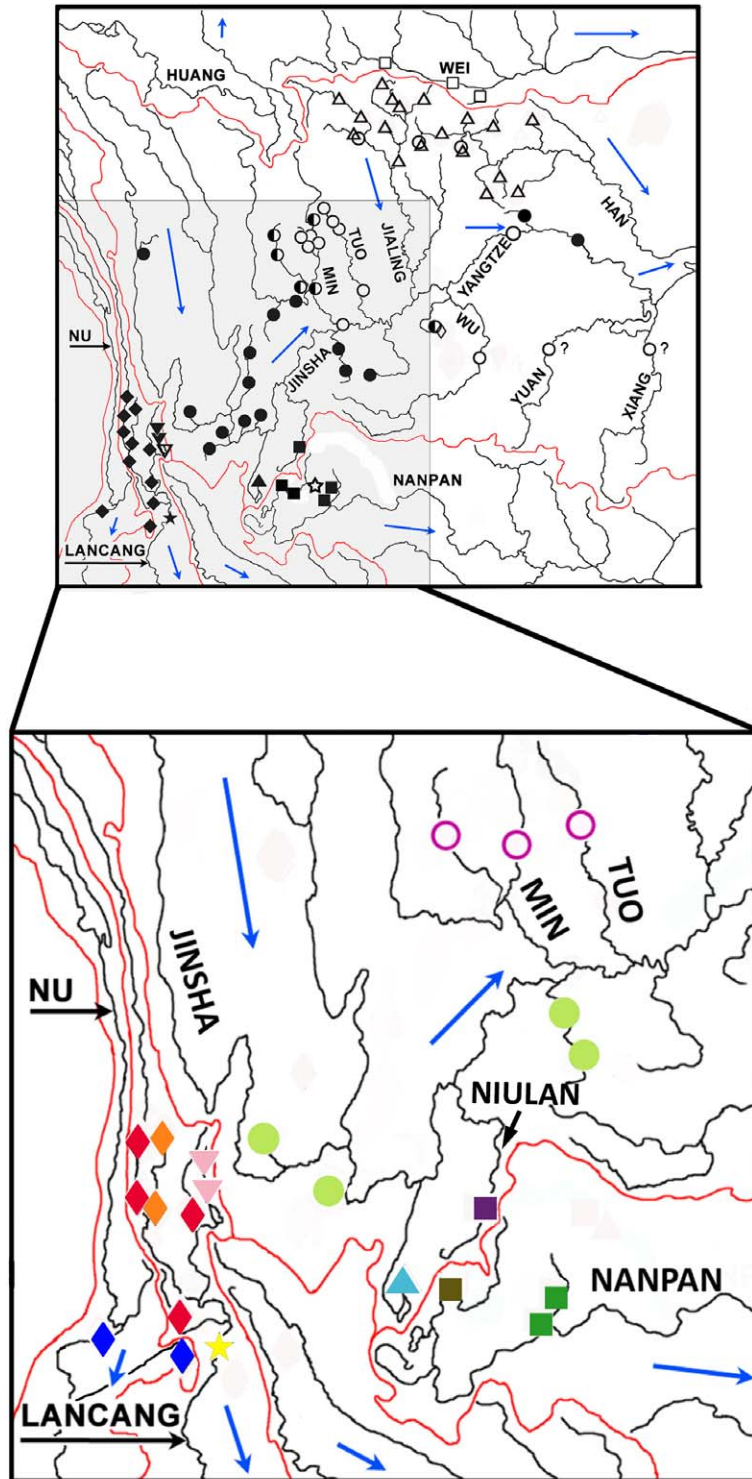 HUANG
WEI
HAN
JIALING
TUO
MIN
YANGTZE
WU
NU
JINSHA
?
?
YUAN
XIANG
NANPAN
LANCANG
TUO
MIN
JINSHA
NU
NIULAN
NANPAN
LANCANG